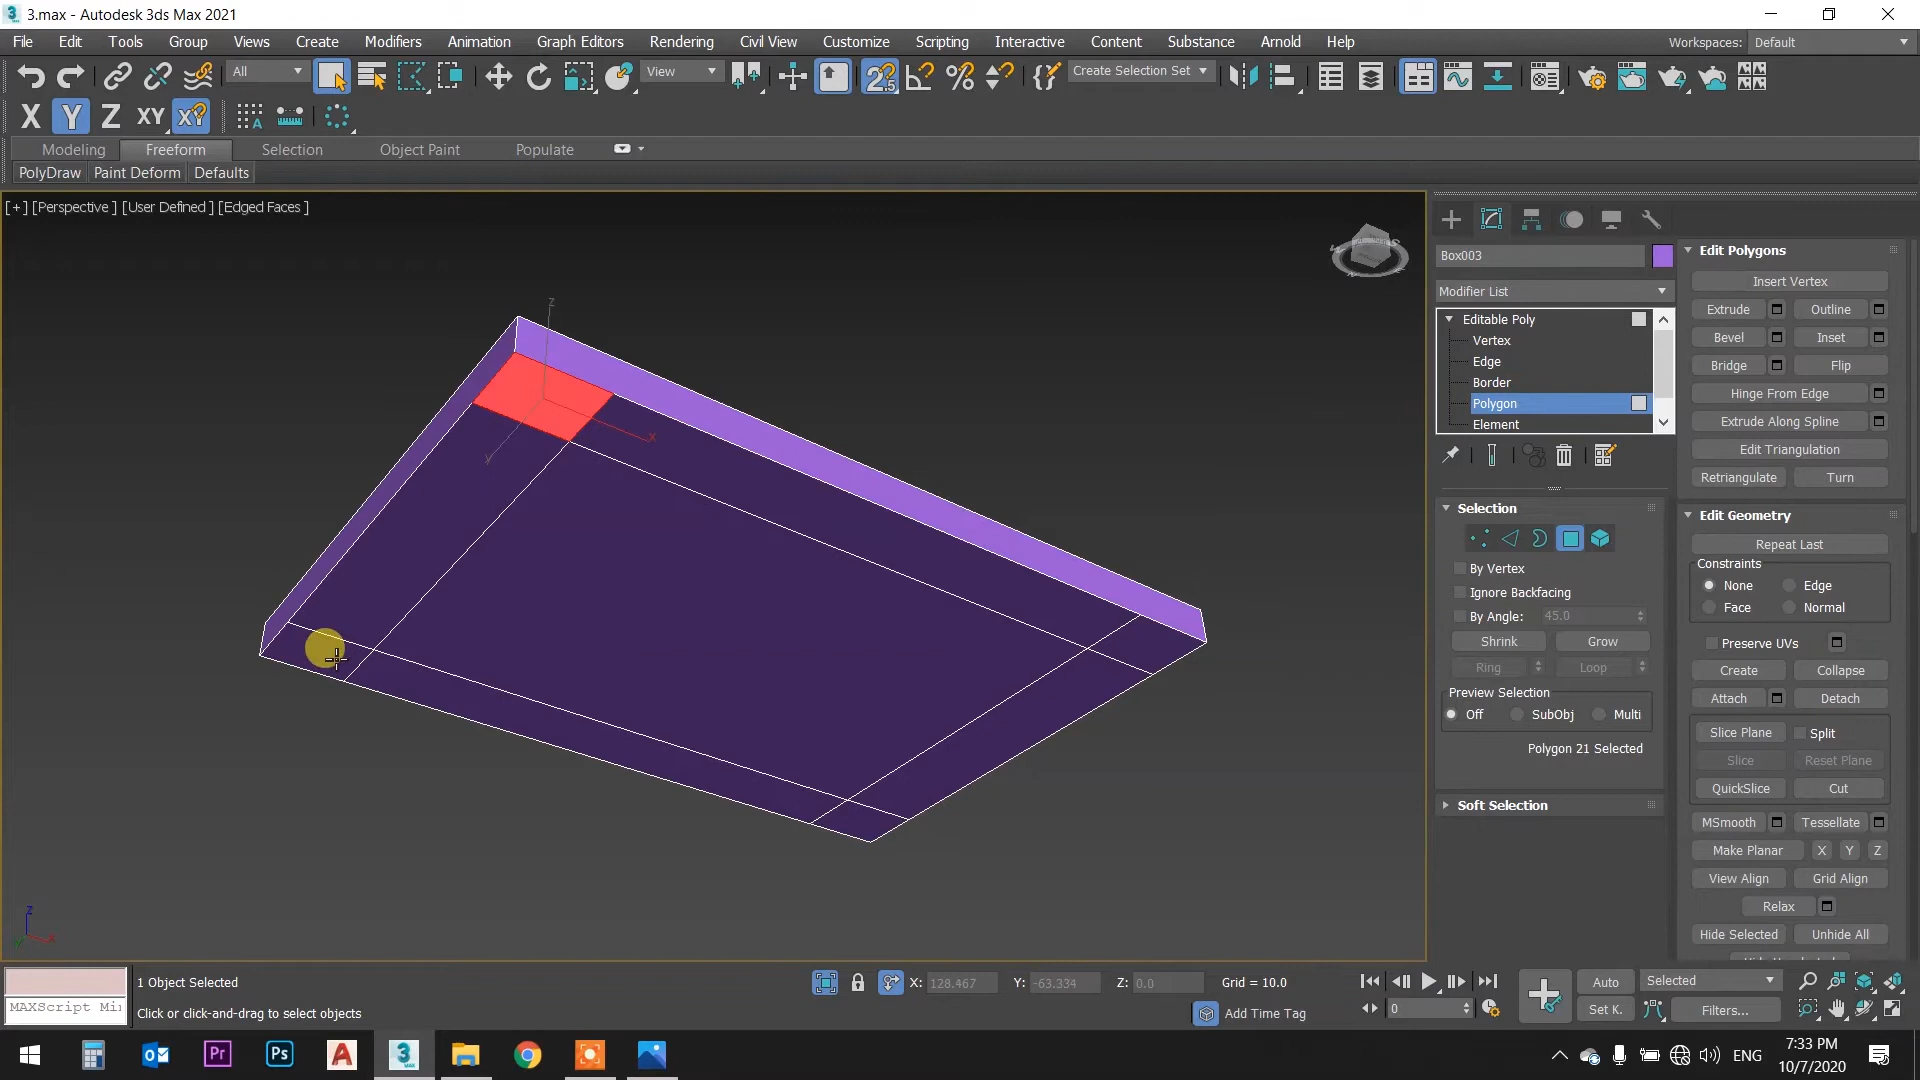 3.max - Autodesk 3ds Max 2021
File Edit Tools Group Views Create Modifiers Animation Graph Editors Rendering Civil View Customize Scripting Interactive Content Substance Arnold Help Workspaces: Default
All View Create Selection Set
X Y Z XY
Modeling Freeform Selection Object Paint Populate
PolyDraw Paint Deform Defaults
[+] [Perspective] [User Defined] [Edged Faces]
z
x
y
Box003
Modifier List
Editable Poly
Vertex
Edge
Border
Polygon
Element
Selection
By Vertex
Ignore Backfacing
By Angle: 45.0
Shrink Grow
Ring Loop
Preview Selection
Off SubObj Multi
Polygon 21 Selected
Soft Selection
Edit Polygons
Insert Vertex
Extrude Outline
Bevel Inset
Bridge Flip
Hinge From Edge
Extrude Along Spline
Edit Triangulation
Retriangulate Turn
Edit Geometry
Repeat Last
Constraints
None Edge
Face Normal
Preserve UVs
Create Collapse
Attach Detach
Slice Plane Split
Slice Reset Plane
QuickSlice Cut
MSmooth Tessellate
Make Planar X Y Z
View Align Grid Align
Relax
Hide Selected Unhide All
z
y x
1 Object Selected X: 128.467 Y: -63.334 Z: 0.0 Grid = 10.0 Auto Selected
MAXScript Mi Click or click-and-drag to select objects Add Time Tag 0 Set K. Filters...
ENG 7:33 PM
10/7/2020